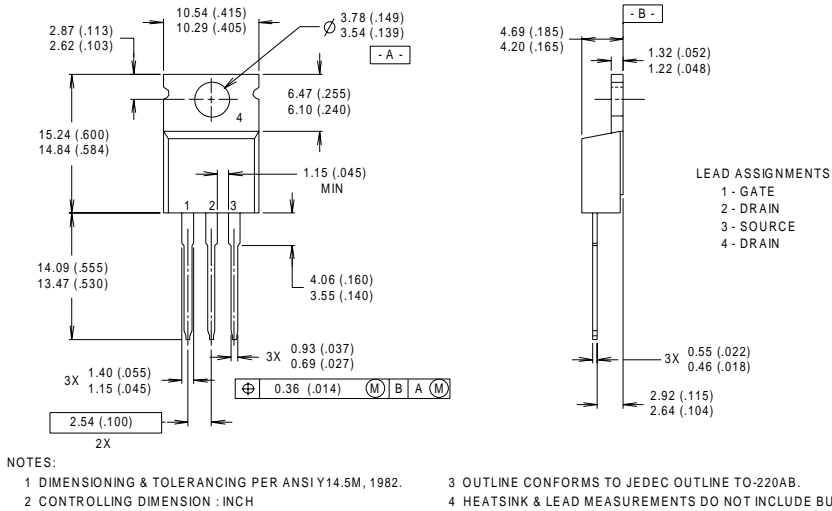 10.54 (.415)
10.29 (.405)
2.87 (.113)
2.62 (.103)
3.78 (.149)
3.54 (.139)
- A -
4.69 (.185)
4.20 (.165)
- B -
1.32 (.052)
1.22 (.048)
4
6.47 (.255)
6.10 (.240)
15.24 (.600)
14.84 (.584)
1.15 (.045)
MIN
1 2 3
LEAD ASSIGNMENTS
1 - GATE
2 - DRAIN
3 - SOURCE
4 - DRAIN
14.09 (.555)
13.47 (.530)
4.06 (.160)
3.55 (.140)
3X 0.93 (.037)
0.69 (.027)
3X 1.40 (.055)
1.15 (.045)
⌖ 0.36 (.014) Ⓜ B A Ⓜ
3X 0.55 (.022)
0.46 (.018)
2.92 (.115)
2.64 (.104)
2.54 (.100)
2X
NOTES:
1 DIMENSIONING & TOLERANCING PER ANSI Y14.5M, 1982.
2 CONTROLLING DIMENSION : INCH
3 OUTLINE CONFORMS TO JEDEC OUTLINE TO-220AB.
4 HEATSINK & LEAD MEASUREMENTS DO NOT INCLUDE BU